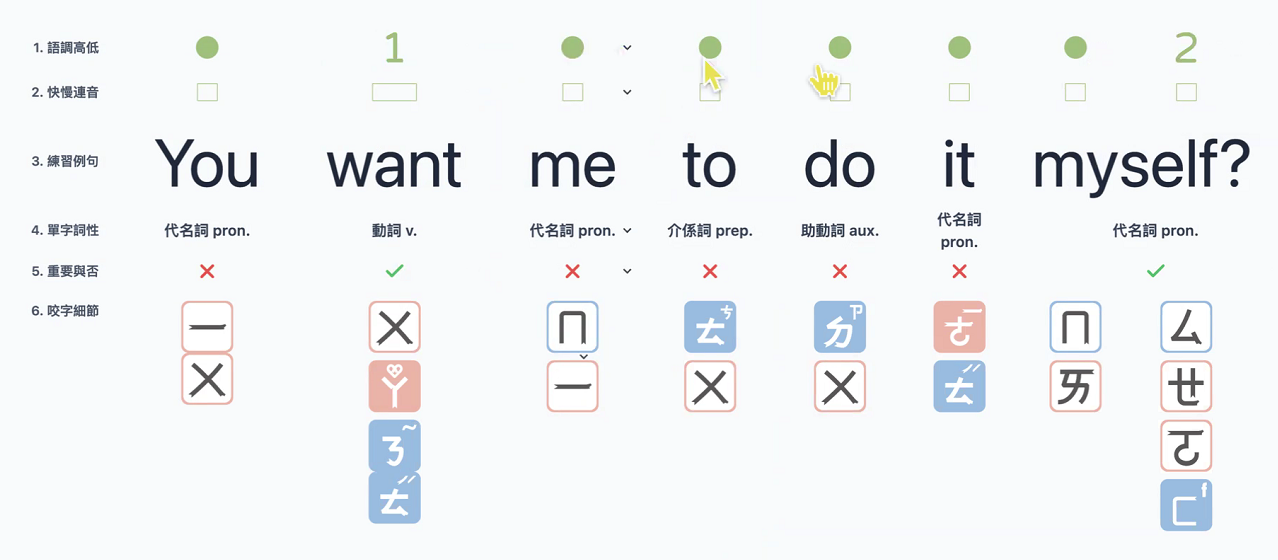 1. 語調高低 1 2
2. 快慢連音
3. 練習例句 You want me to do it myself?
4. 單字詞性 代名詞 pron. 動詞 v. 代名詞 pron. 介係詞 prep. 助動詞 aux. 代名詞 pron. 代名詞 pron.
5. 重要與否
6. 咬字細節 ㄧ ㄨ ㄇ ㄊㄘ ㄉㄗ ㄇ ㄙ
ㄨ ㄚ ㄧ ㄨ ㄨ ㄊ ㄞ ㄝ
ㄋ ㄛ
ㄊ ㄈf